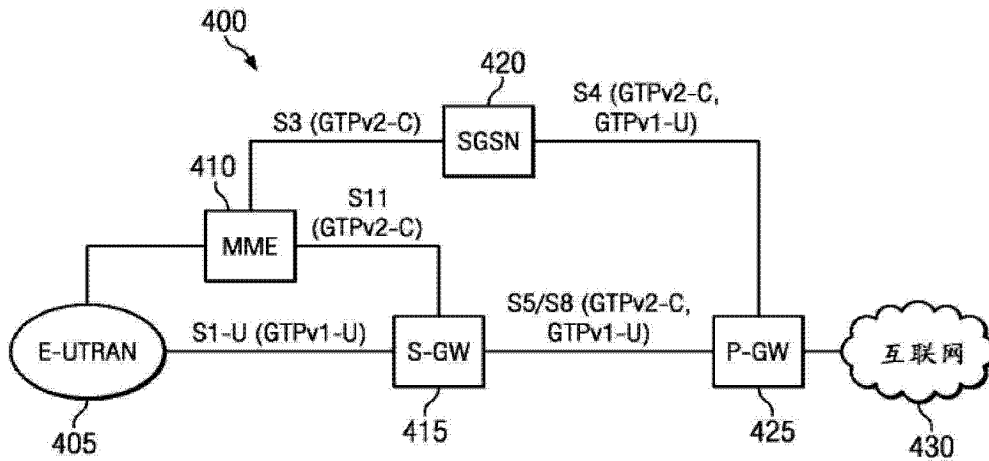 400
420
S3 (GTPv2-C)
SGSN
S4 (GTPv2-C,
GTPv1-U)
410
MME
S11
(GTPv2-C)
E-UTRAN
S1-U (GTPv1-U)
S-GW
S5/S8 (GTPv2-C,
GTPv1-U)
P-GW
互联网
405
415
425
430